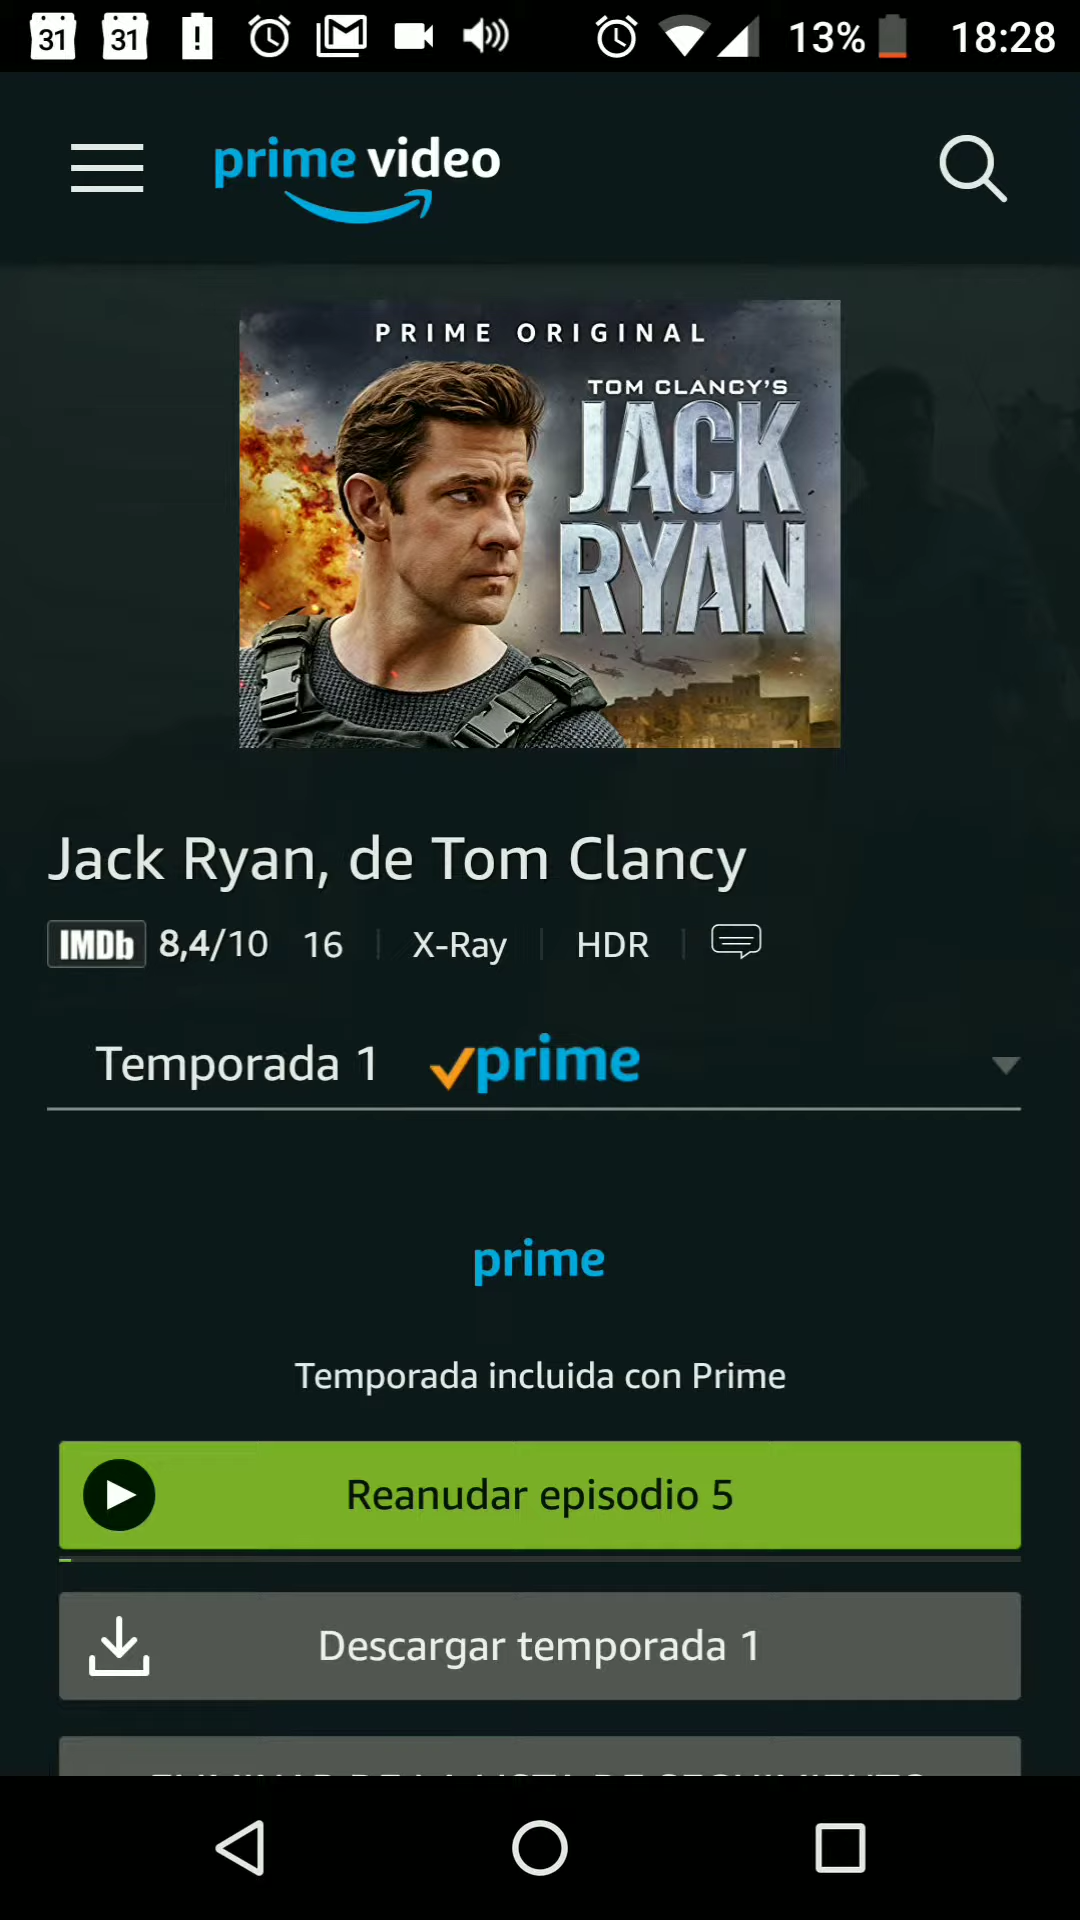 31 31 13% 18:28
prime video
PRIME ORIGINAL
TOM CLANCY'S
JACK
RYAN
Jack Ryan, de Tom Clancy
IMDb 8,4/10 16 X-Ray HDR
Temporada 1 prime
prime
Temporada incluida con Prime
Reanudar episodio 5
Descargar temporada 1